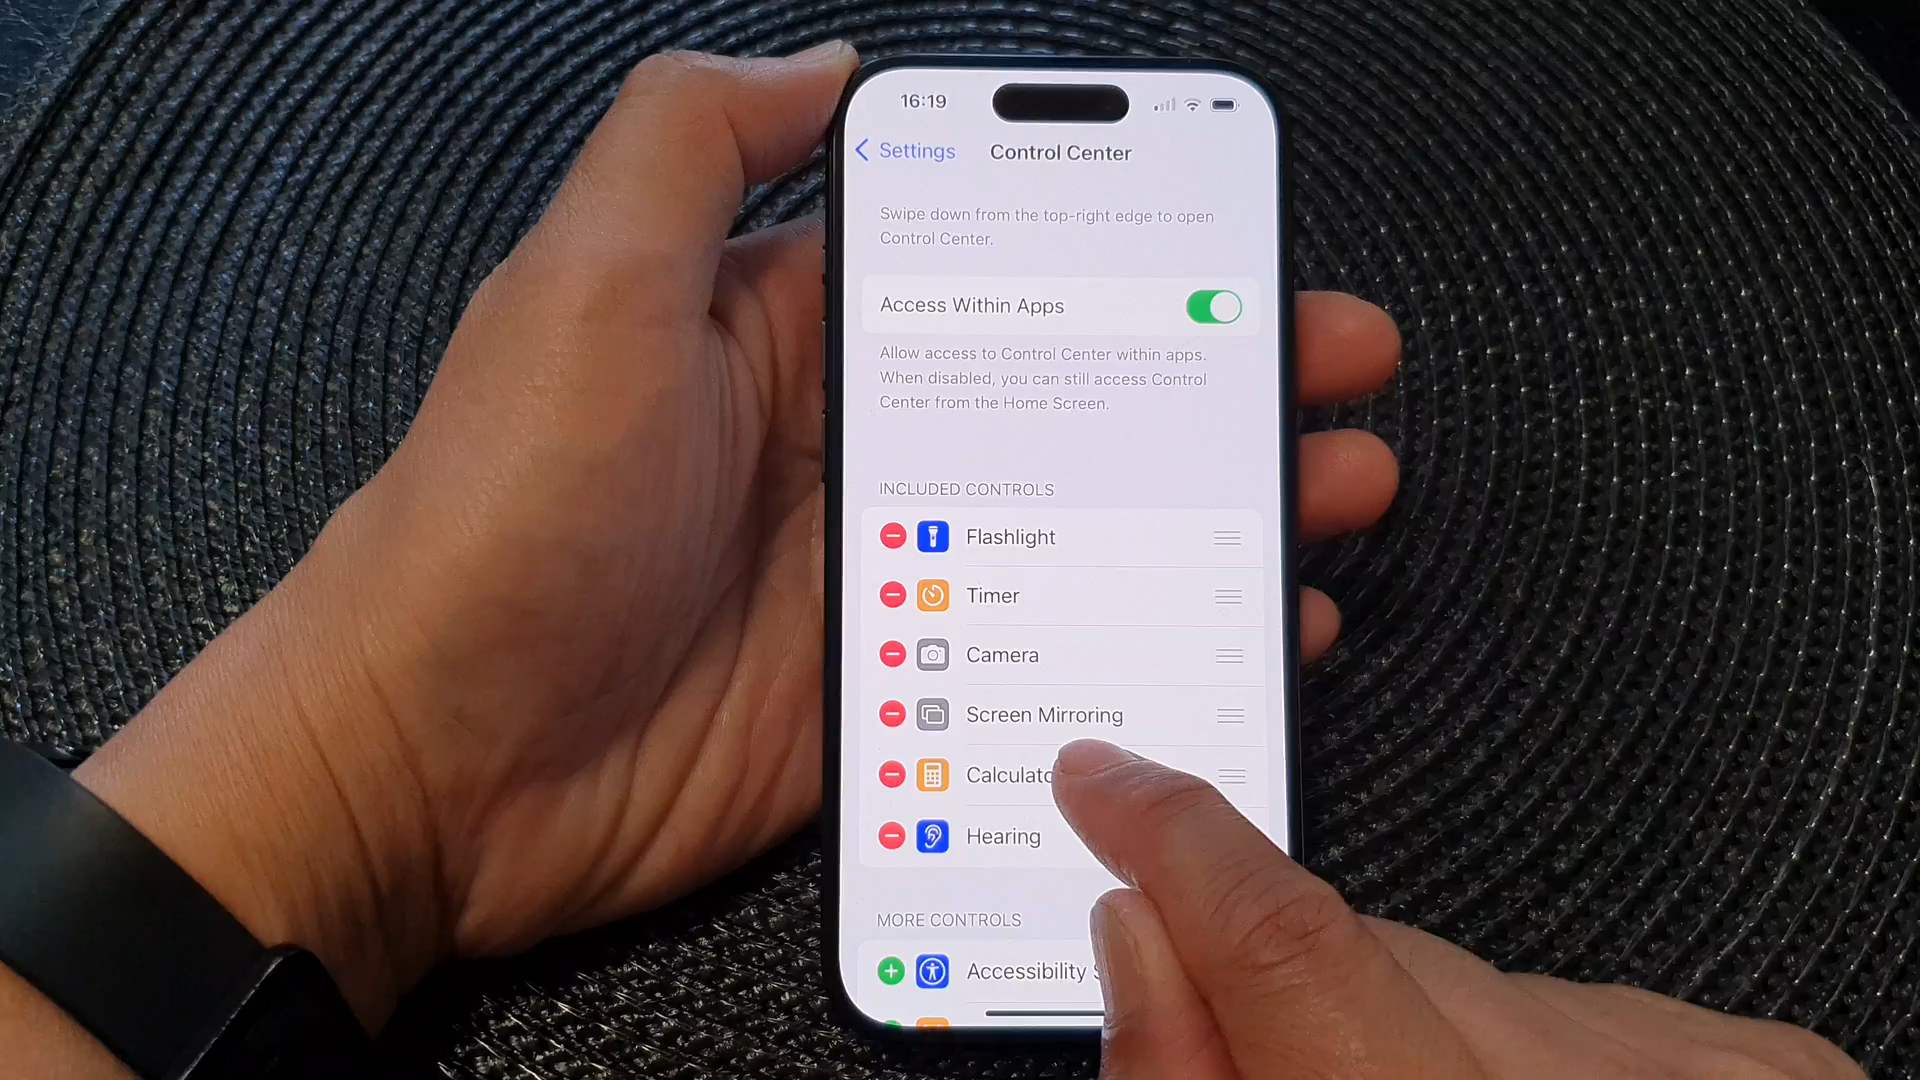 16:19
Settings
Control Center
Swipe down from the top-right edge to open
Control Center.
Access Within Apps
Allow access to Control Center within apps.
When disabled, you can still access Control
Center from the Home Screen.
INCLUDED CONTROLS
Flashlight
Timer
Camera
Screen Mirroring
Calculato
Hearing
MORE CONTROLS
Accessibility S